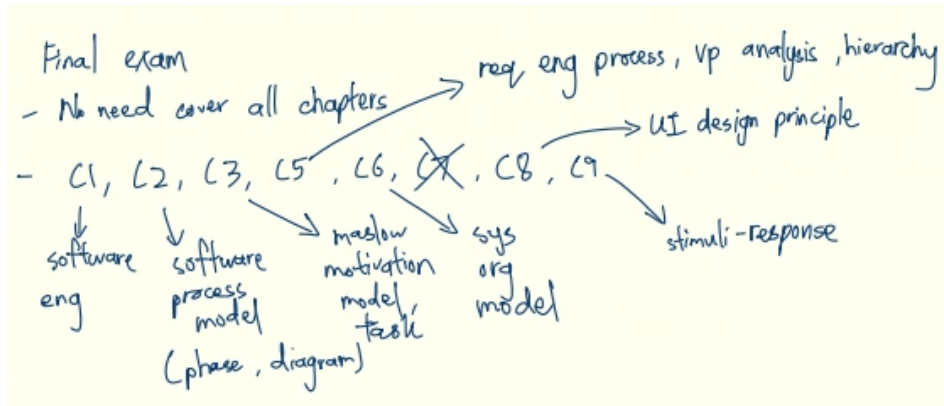 Final exam
- No need cover all chapters
req eng process, vp analysis, hierarchy
UI design principle
- C1, C2, C3, C5, C6, C7, C8, C9
software
eng
software
process
model
(phase, diagram)
maslow
motivation
model,
task
sys
org
model
stimuli-response